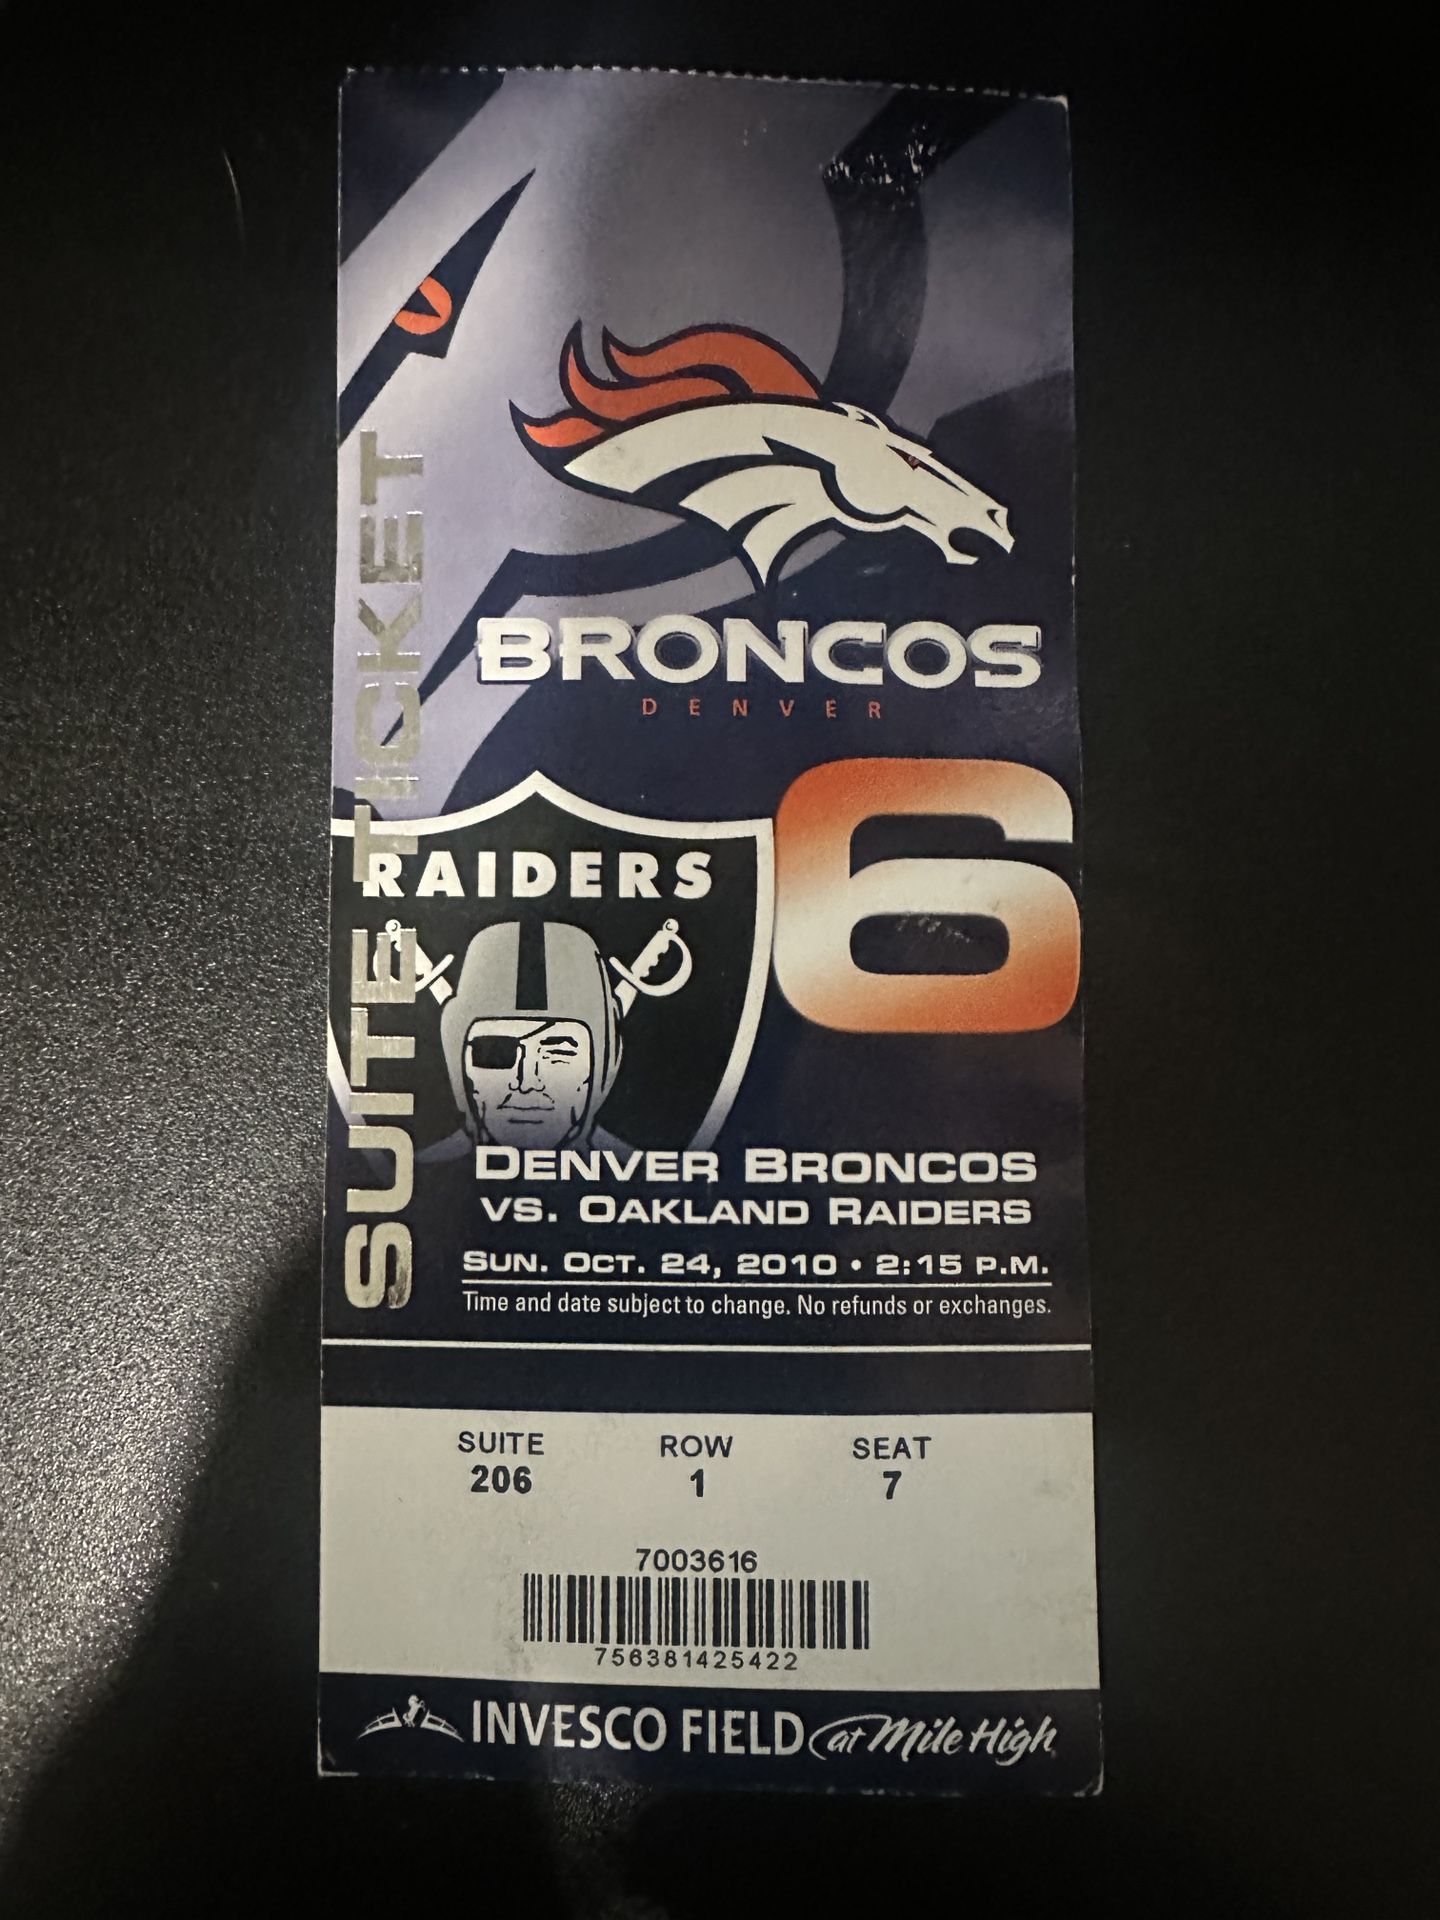 SUITE TICKET
BRONCOS
DENVER
RAIDERS
6
DENVER BRONCOS
VS. OAKLAND RAIDERS
SUN. OCT. 24, 2010 • 2:15 P.M.
Time and date subject to change. No refunds or exchanges.
SUITE ROW SEAT
206 1 7
7003616
756381425422
INVESCO FIELD at Mile High